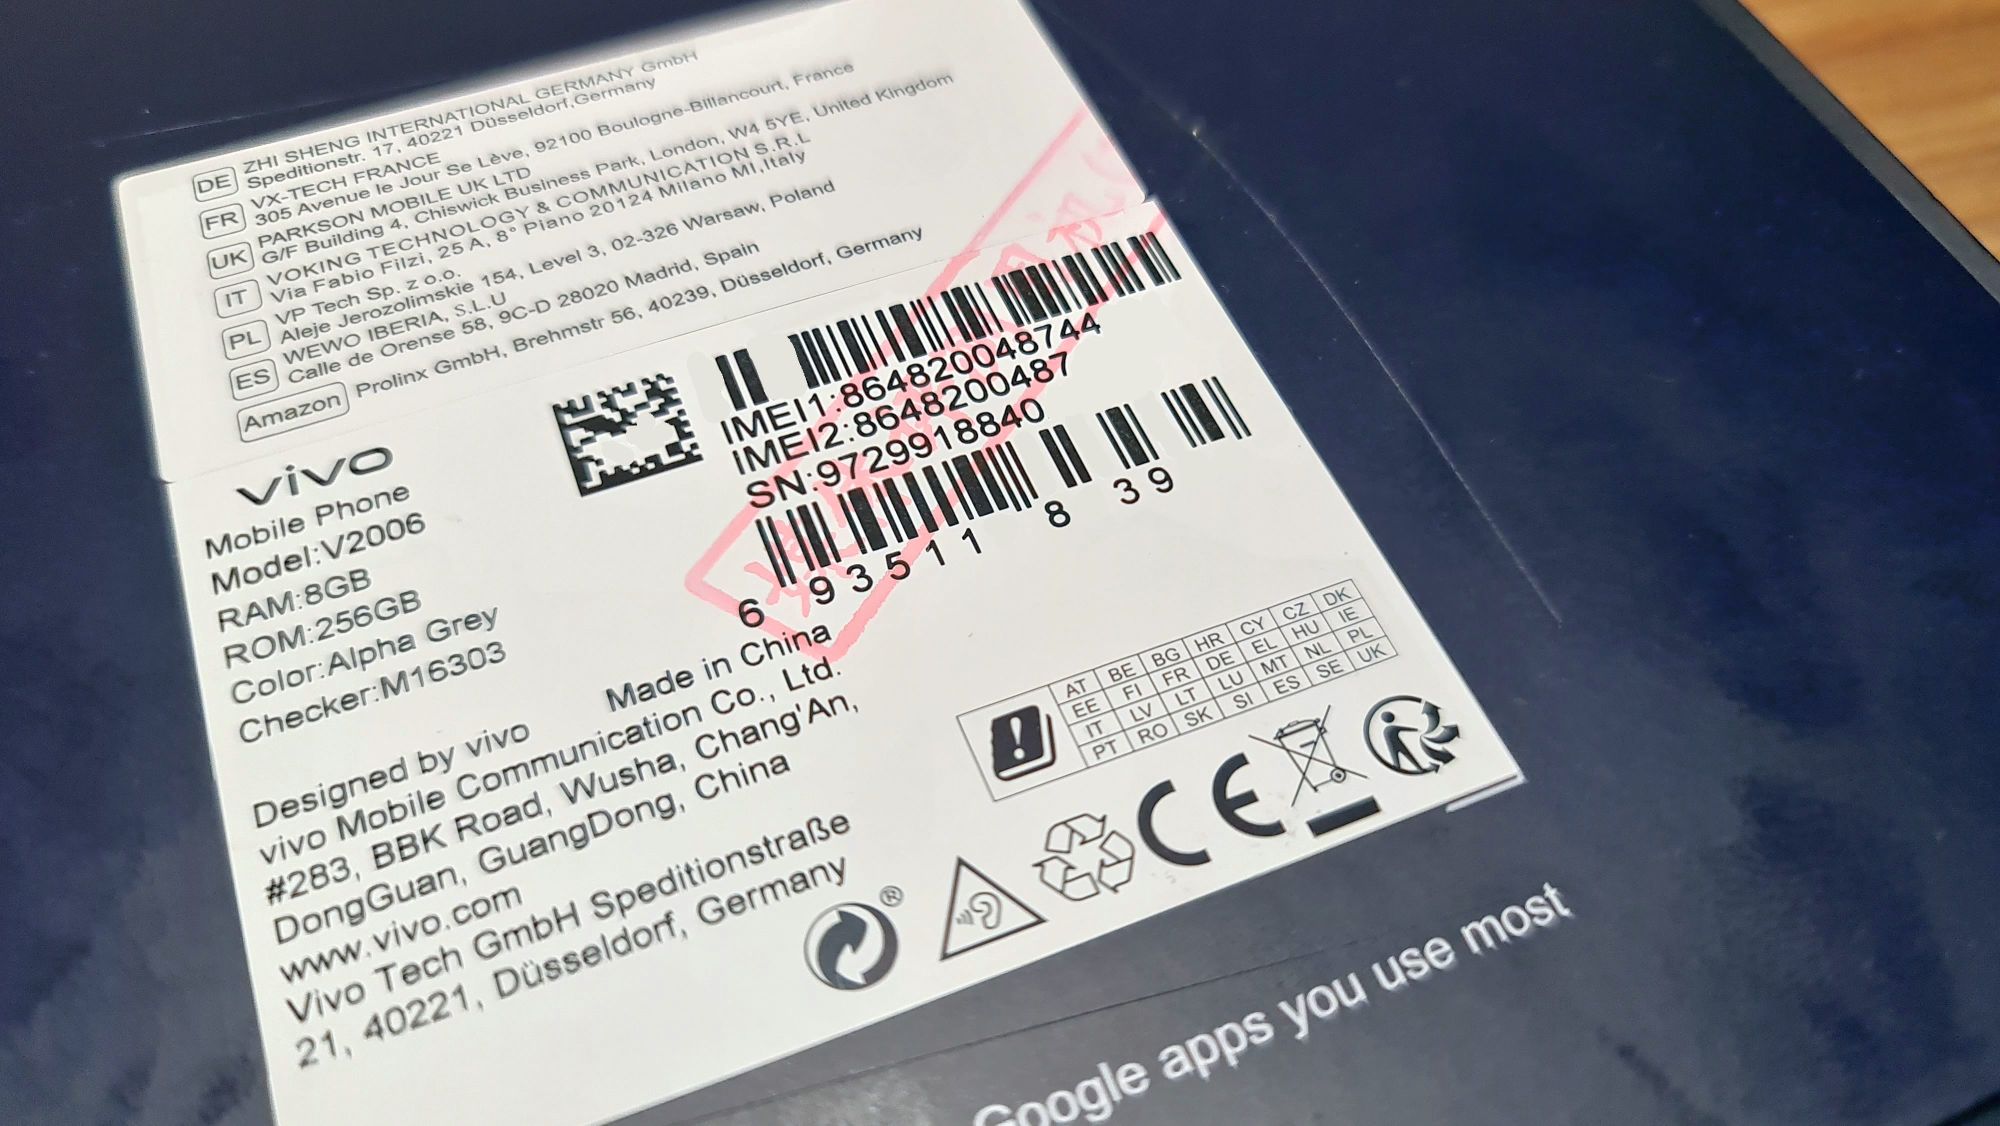 DE ZHI SHENG INTERNATIONAL GERMANY GmbH
Speditionstr. 17, 40221 Düsseldorf,Germany
FR VX-TECH FRANCE
305 Avenue le Jour Se Lève, 92100 Boulogne-Billancourt, France
UK PARKSON MOBILE UK LTD
G/F Building 4, Chiswick Business Park, London, W4 5YE, United Kingdom
IT VOKING TECHNOLOGY & COMMUNICATION S.R.L
Via Fabio Filzi, 25 A, 8° Piano 20124 Milano MI,Italy
PL VP Tech Sp. z o.o.
Aleje Jerozolimskie 154, Level 3, 02-326 Warsaw, Poland
ES WEWO IBERIA, S.L.U
Calle de Orense 58, 9C-D 28020 Madrid, Spain
Amazon Prolinx GmbH, Brehmstr 56, 40239, Düsseldorf, Germany
vivo
Mobile Phone
Model:V2006
RAM:8GB
ROM:256GB
Color:Alpha Grey
Checker:M16303
IMEI1:864820048744
IMEI2:8648200487
SN:9729918840
6 93511 8 39
Made in China
Designed by vivo
vivo Mobile Communication Co., Ltd.
#283, BBK Road, Wusha, Chang'An,
DongGuan, GuangDong, China
www.vivo.com
Vivo Tech GmbH Speditionstraße
21, 40221, Düsseldorf, Germany
AT BE BG HR CY CZ DK
EE FI FR DE EL HU IE
IT LV LT LU MT NL PL
PT RO SK SI ES SE UK
CE
Google apps you use most